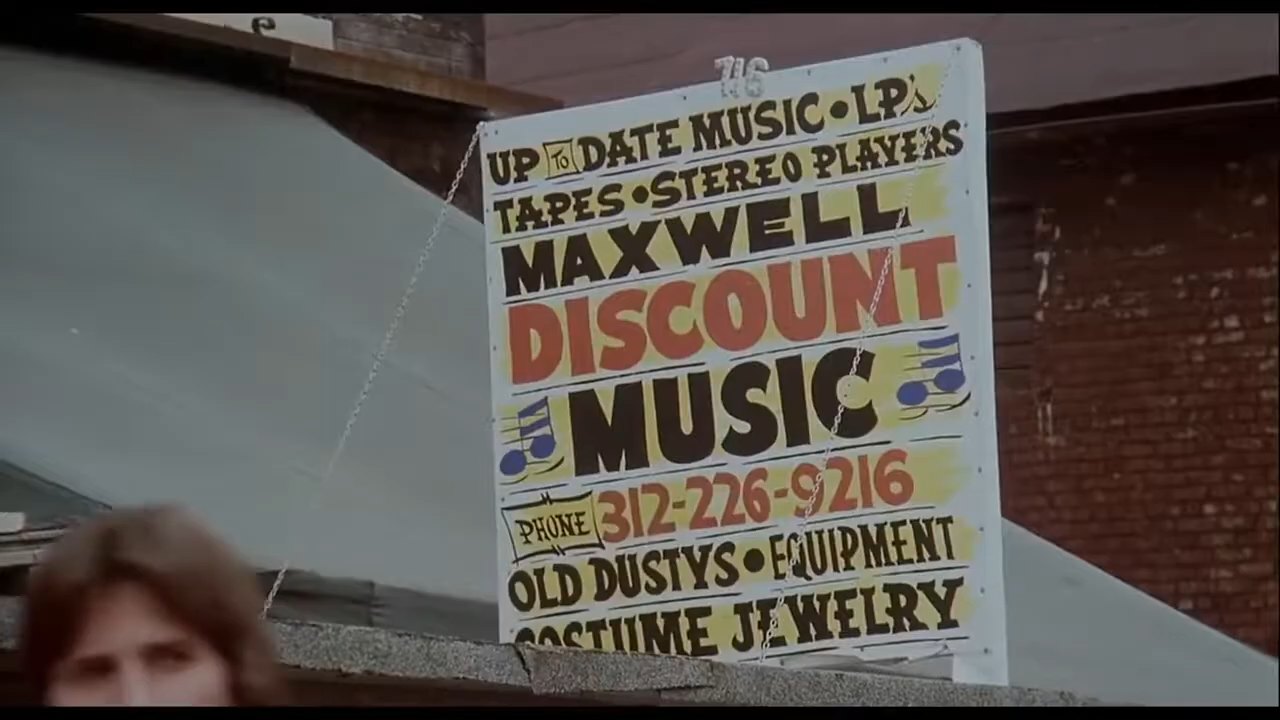 716
UP TO DATE MUSIC • LP's
TAPES • STEREO PLAYERS
MAXWELL
DISCOUNT
MUSIC
PHONE 312-226-9216
OLD DUSTYS • EQUIPMENT
COSTUME JEWELRY